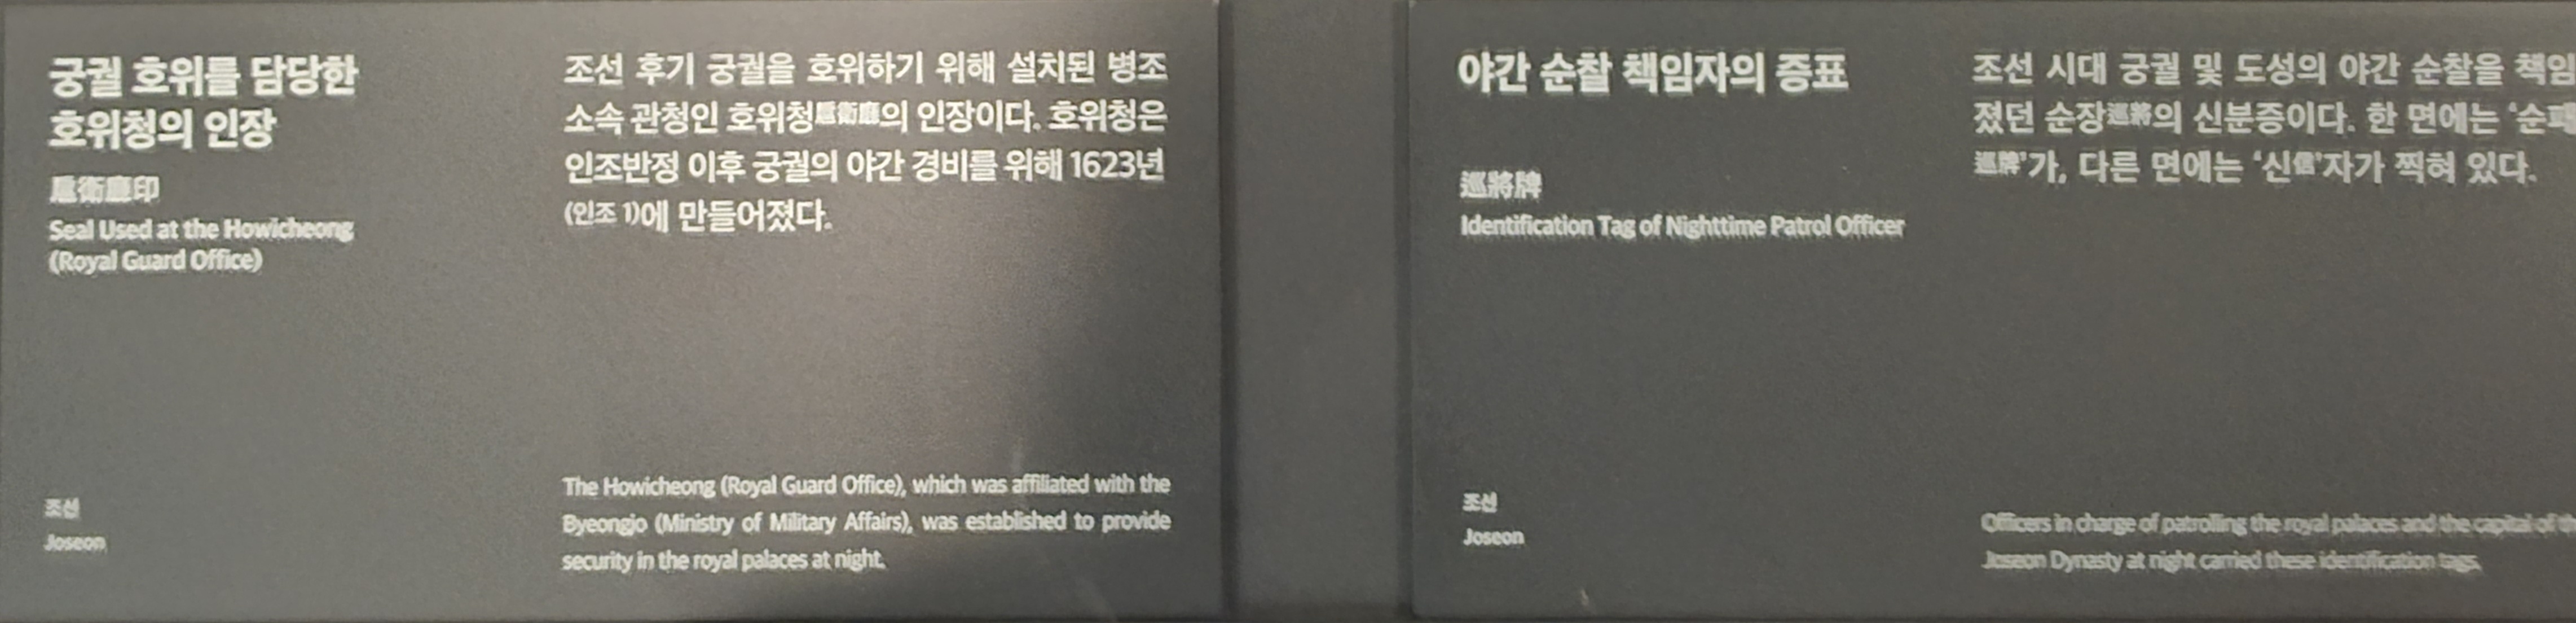 궁궐 호위를 담당한
호위청의 인장
扈衛廳印
Seal Used at the Howicheong
(Royal Guard Office)
조선
Joseon
조선 후기 궁궐을 호위하기 위해 설치된 병조
소속 관청인 호위청扈衛廳의 인장이다. 호위청은
인조반정 이후 궁궐의 야간 경비를 위해 1623년
(인조 1)에 만들어졌다.
The Howicheong (Royal Guard Office), which was affiliated with the
Byeongjo (Ministry of Military Affairs), was established to provide
security in the royal palaces at night.
야간 순찰 책임자의 증표
巡將牌
Identification Tag of Nighttime Patrol Officer
조선
Joseon
조선 시대 궁궐 및 도성의 야간 순찰을 책임
졌던 순장巡將의 신분증이다. 한 면에는 ‘순패
巡牌’가, 다른 면에는 ‘신信’자가 찍혀 있다.
Officers in charge of patrolling the royal palaces and the capital of
Joseon Dynasty at night carried these identification tags.